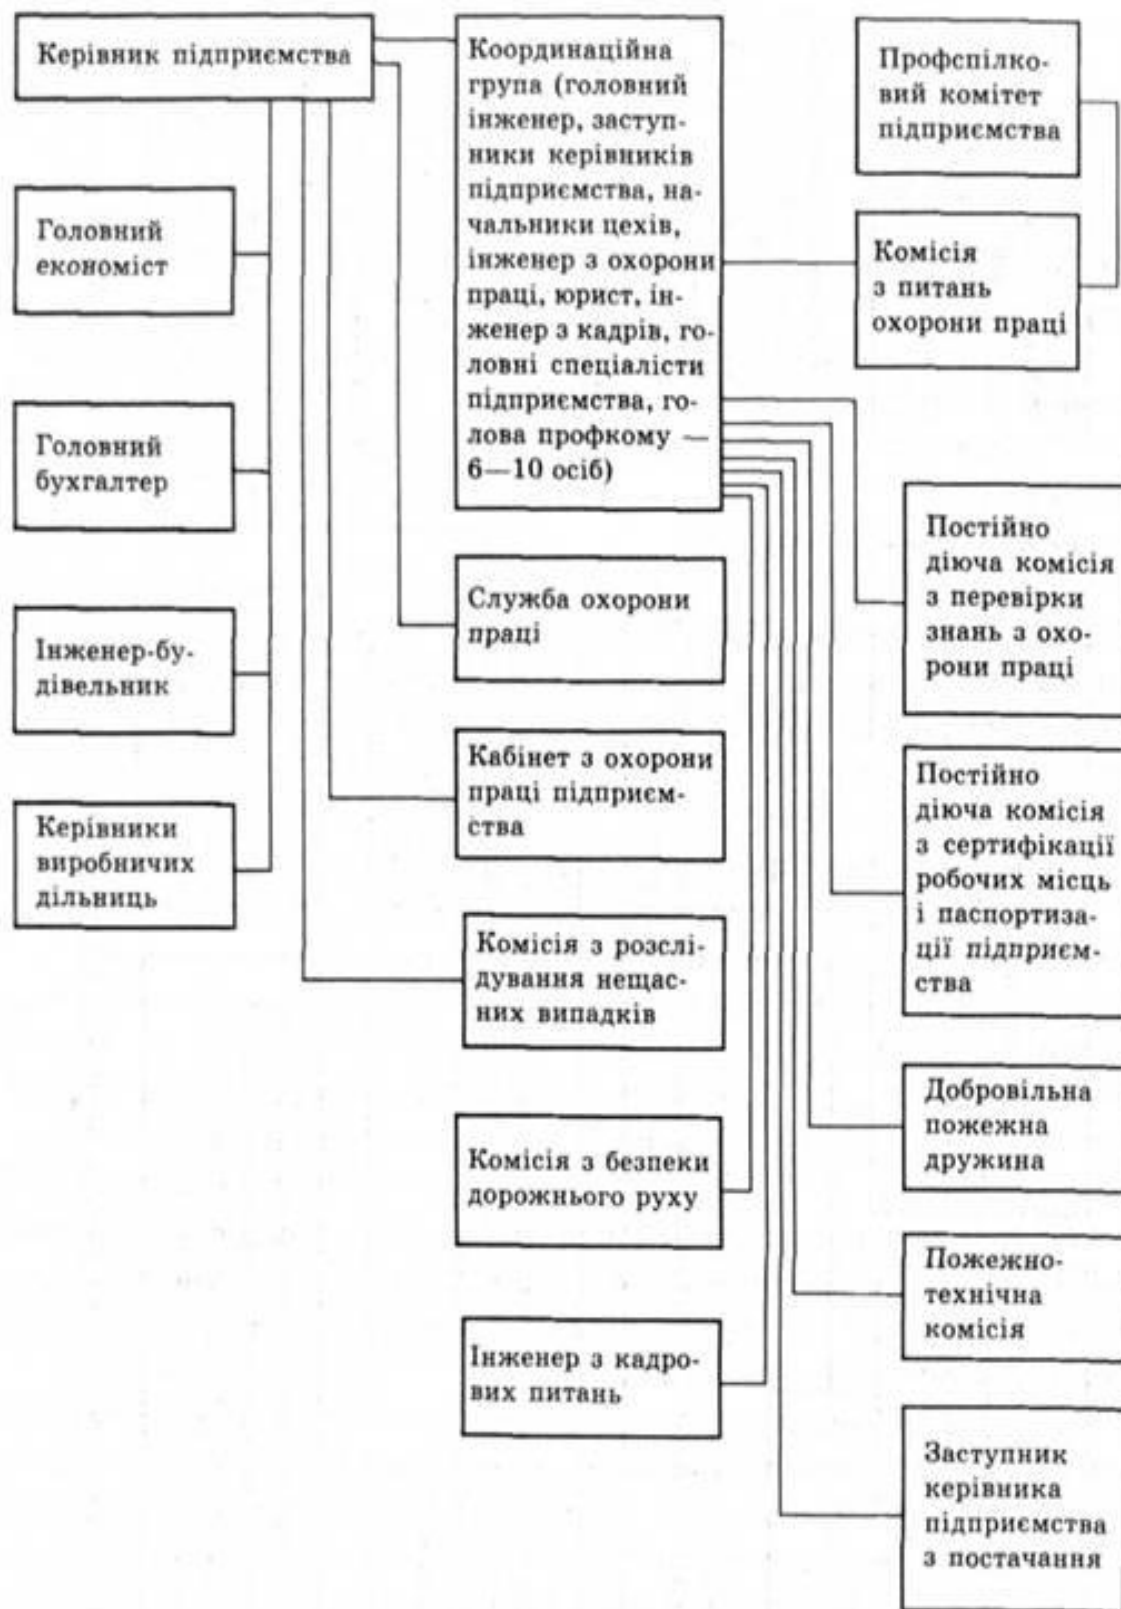 Керівник підприємства
Координаційна
група (головний
інженер, заступ-
ники керівників
підприємства, на-
чальники цехів,
інженер з охорони
праці, юрист, ін-
женер з кадрів, го-
ловні спеціалісти
підприємства, го-
лова профкому —
6—10 осіб)
Профспілко-
вий комітет
підприємства
Комісія
з питань
охорони праці
Головний
економіст
Головний
бухгалтер
Інженер-бу-
дівельник
Керівники
виробничих
дільниць
Служба охорони
праці
Кабінет з охорони
праці підприєм-
ства
Комісія з розслі-
дування нещас-
них випадків
Комісія з безпеки
дорожнього руху
Інженер з кадро-
вих питань
Постійно
діюча комісія
з перевірки
знань з охо-
рони праці
Постійно
діюча комісія
з сертифікації
робочих місць
і паспортиза-
ції підприєм-
ства
Добровільна
пожежна
дружина
Пожежно-
технічна
комісія
Заступник
керівника
підприємства
з постачання